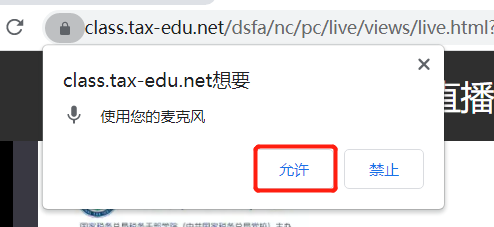 class.tax-edu.net/dsfa/nc/pc/live/views/live.html?
class.tax-edu.net想要
直播
使用您的麦克风
允许
禁止